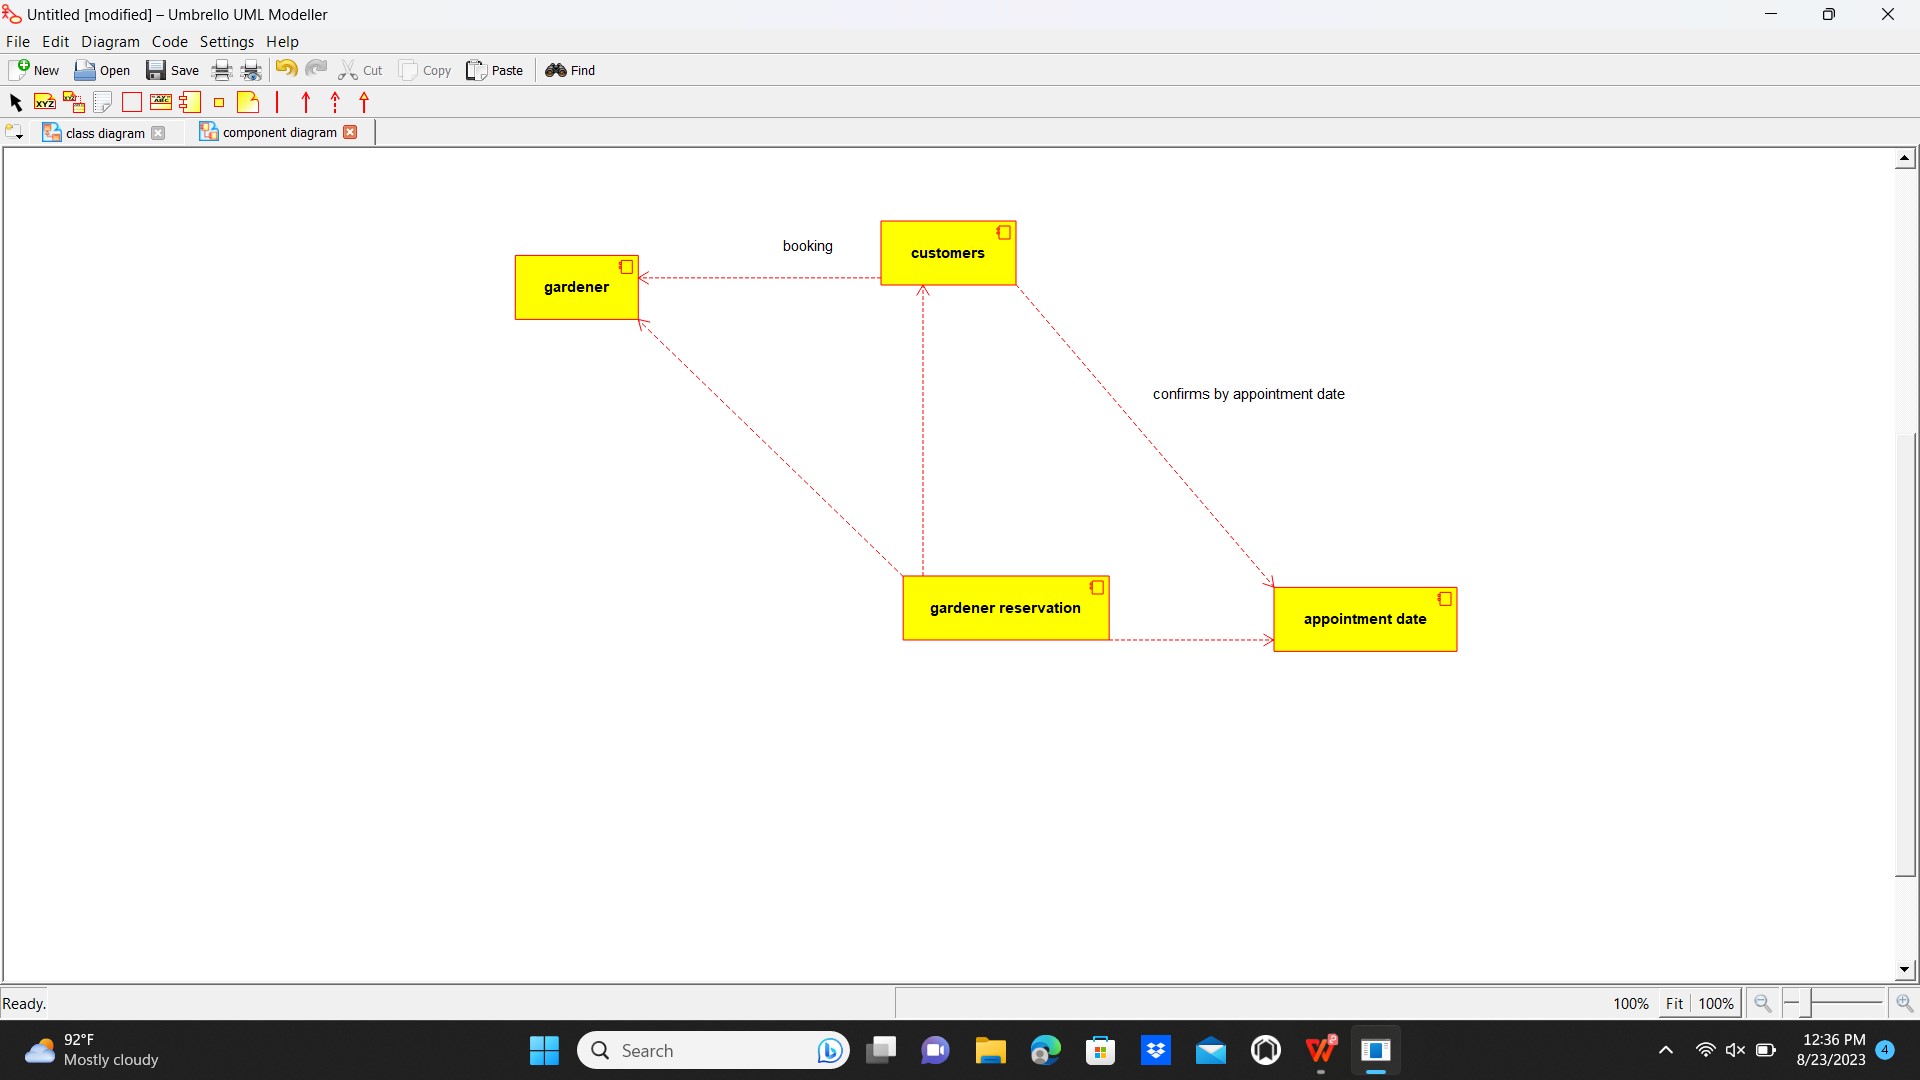 Untitled [modified] – Umbrello UML Modeller
File Edit Diagram Code Settings Help
New Open Save Cut Copy Paste Find
XYZ
class diagram component diagram
booking
customers
gardener
confirms by appointment date
gardener reservation
appointment date
Ready.
100% Fit 100%
92°F
Mostly cloudy
Search
12:36 PM
8/23/2023
4